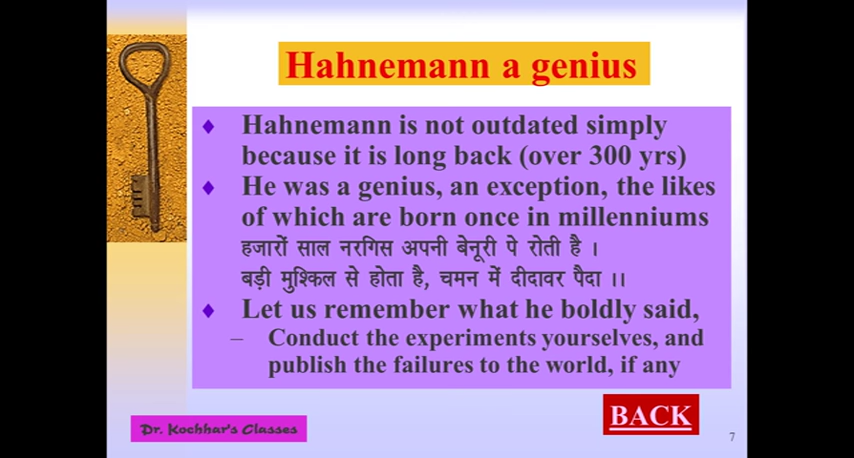 Hahnemann a genius
Hahnemann is not outdated simply
because it is long back (over 300 yrs)
He was a genius, an exception, the likes
of which are born once in millenniums
हजारों साल नरगिस अपनी बेनूरी पे रोती है ।
बड़ी मुश्किल से होता है, चमन में दीदावर पैदा ।।
Let us remember what he boldly said,
– Conduct the experiments yourselves, and
publish the failures to the world, if any
BACK
Dr. Kochhar's Classes
7